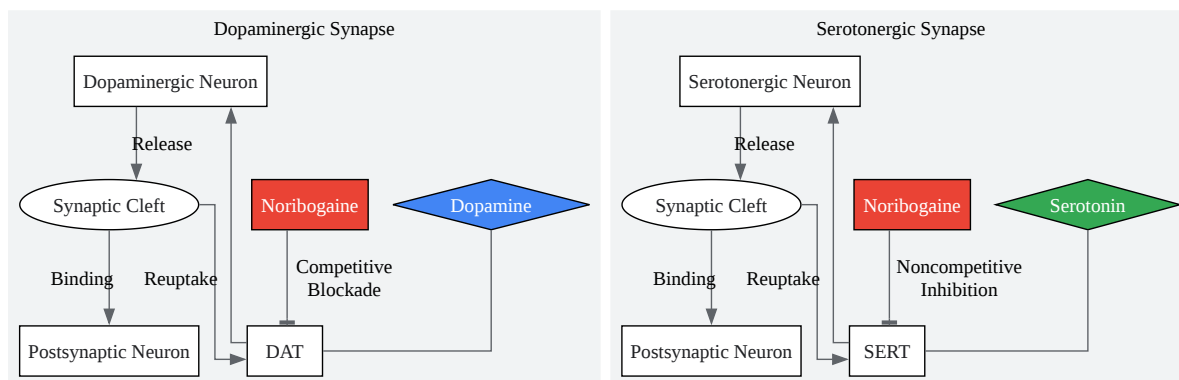 Dopaminergic Synapse
Dopaminergic Neuron
Release
Synaptic Cleft
Noribogaine
Dopamine
Binding
Reuptake
Competitive
Blockade
Postsynaptic Neuron
DAT
Serotonergic Synapse
Serotonergic Neuron
Release
Synaptic Cleft
Noribogaine
Serotonin
Binding
Reuptake
Noncompetitive
Inhibition
Postsynaptic Neuron
SERT